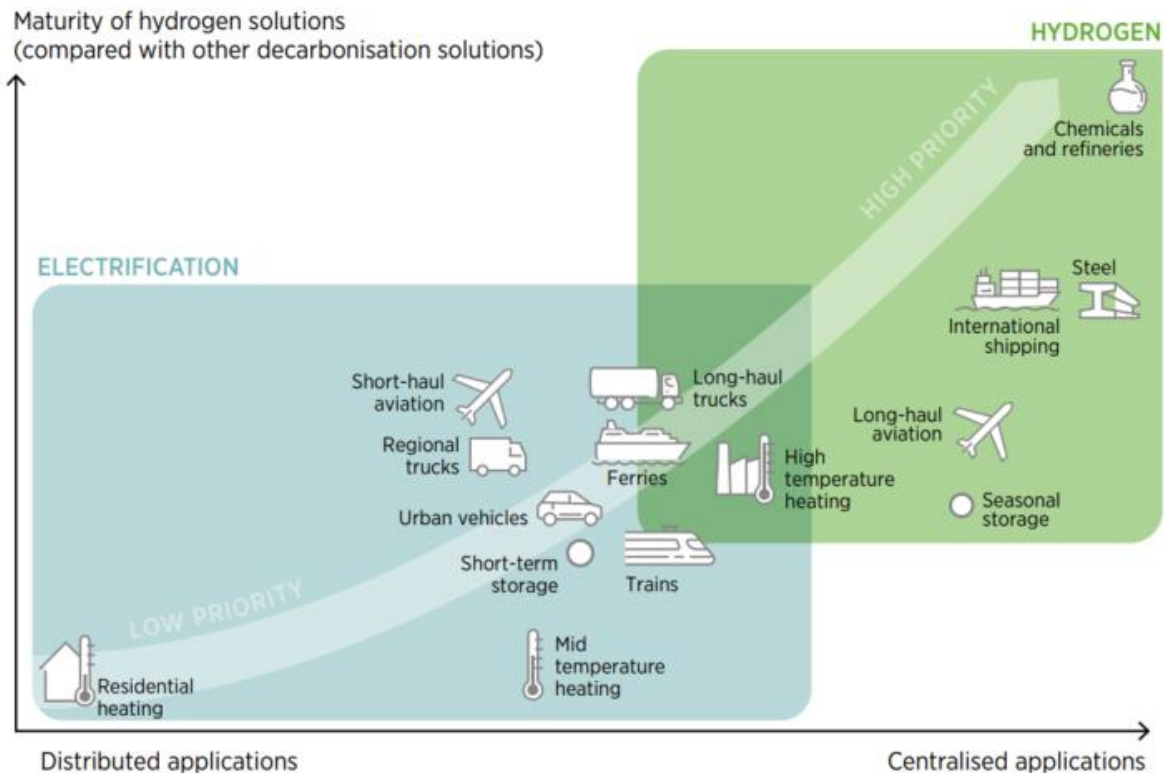 Maturity of hydrogen solutions
(compared with other decarbonisation solutions)
HYDROGEN
HIGH PRIORITY
Chemicals
and refineries
ELECTRIFICATION
Steel
International
shipping
Short-haul
aviation
Long-haul
trucks
Long-haul
aviation
Regional
trucks
Ferries
High
temperature
heating
Urban vehicles
Seasonal
storage
Short-term
storage
Trains
LOW PRIORITY
Mid
temperature
heating
Residential
heating
Distributed applications
Centralised applications